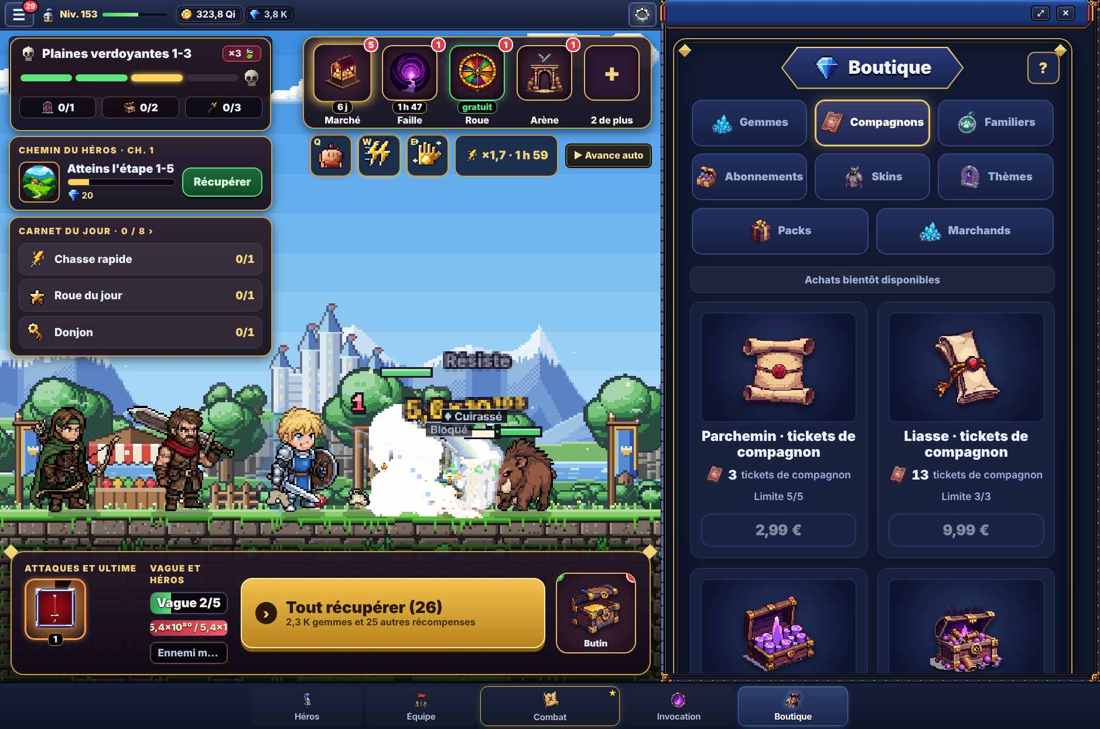 29
Niv. 153
323,8 Qi
3,8 K
Plaines verdoyantes 1-3
×3
0/1
0/2
0/3
CHEMIN DU HÉROS · CH. 1
Atteins l'étape 1-5
20
Récupérer
CARNET DU JOUR · 0 / 8 ›
Chasse rapide
0/1
Roue du jour
0/1
Donjon
0/1
5
6 j
Marché
1
1 h 47
Faille
1
gratuit
Roue
1
Arène
+
2 de plus
Q
W
E
×1,7 · 1 h 59
Avance auto
Résiste
1
Cuirassé
Bloqué
ATTAQUES ET ULTIME
1
VAGUE ET HÉROS
Vague 2/5
Ennemi m...
Tout récupérer (26)
2,3 K gemmes et 25 autres récompenses
Butin
Boutique
?
Gemmes
Compagnons
Familiers
Abonnements
Skins
Thèmes
Packs
Marchands
Achats bientôt disponibles
Parchemin · tickets de compagnon
3 tickets de compagnon
Limite 5/5
2,99 €
Liasse · tickets de compagnon
13 tickets de compagnon
Limite 3/3
9,99 €
Héros
Équipe
Combat
Invocation
Boutique